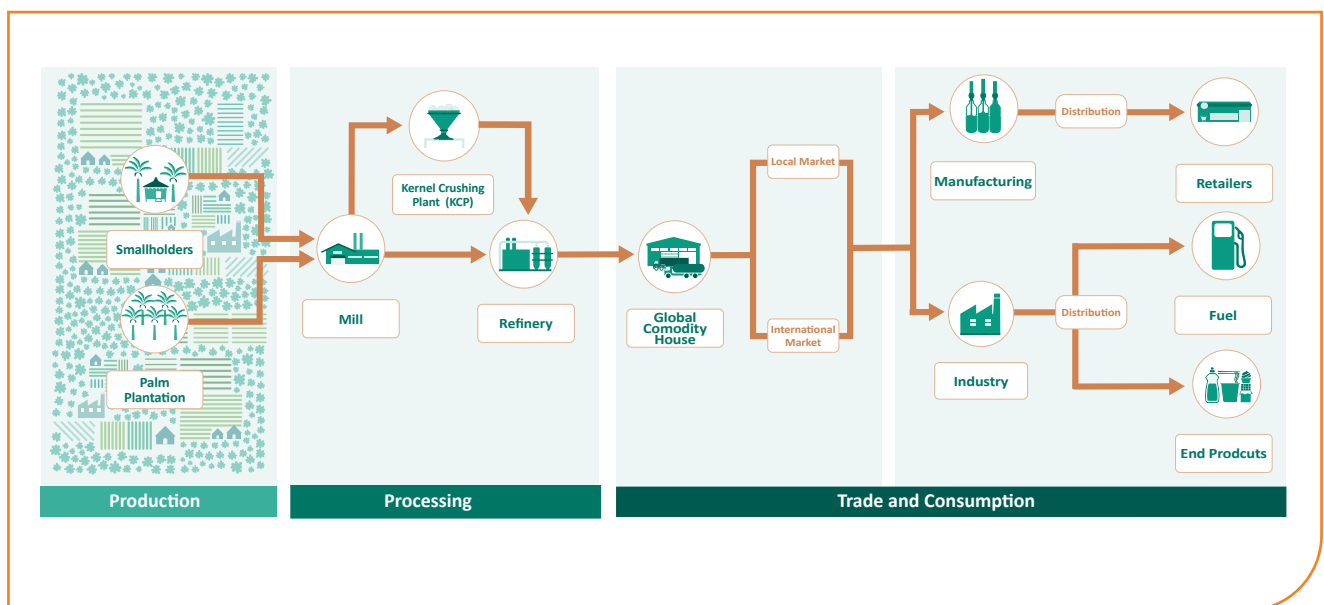 Smallholders
Palm
Plantation
Production
Kernel Crushing
Plant (KCP)
Mill
Refinery
Processing
Global
Comodity
House
Local Market
International
Market
Manufacturing
Distribution
Retailers
Industry
Distribution
Fuel
End Prodcuts
Trade and Consumption